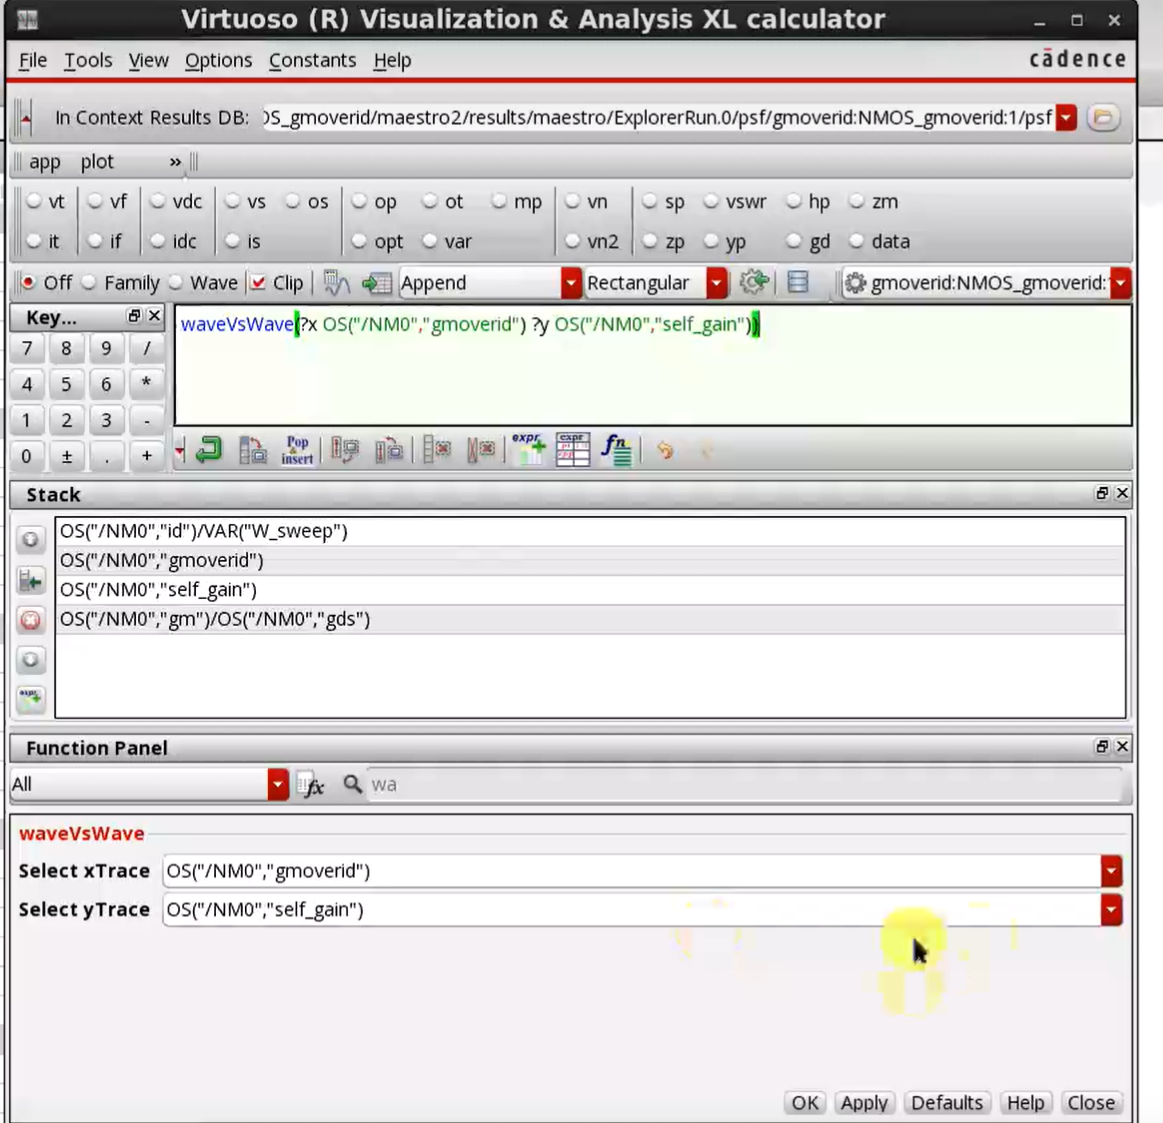 Virtuoso (R) Visualization & Analysis XL calculator
File Tools View Options Constants Help cādence
In Context Results DB: OS_gmoverid/maestro2/results/maestro/ExplorerRun.0/psf/gmoverid:NMOS_gmoverid:1/psf
app plot »
vt vf vdc vs os op ot mp vn sp vswr hp zm
it if idc is opt var vn2 zp yp gd data
Off Family Wave Clip Append Rectangular gmoverid:NMOS_gmoverid:
Key...
waveVsWave(?x OS("/NM0","gmoverid") ?y OS("/NM0","self_gain"))
7 8 9 /
4 5 6 *
1 2 3 -
0 ± . +
Pop
insert
expr
expr
fn
Stack
OS("/NM0","id")/VAR("W_sweep")
OS("/NM0","gmoverid")
OS("/NM0","self_gain")
OS("/NM0","gm")/OS("/NM0","gds")
expr
Function Panel
All fx wa
waveVsWave
Select xTrace OS("/NM0","gmoverid")
Select yTrace OS("/NM0","self_gain")
OK Apply Defaults Help Close